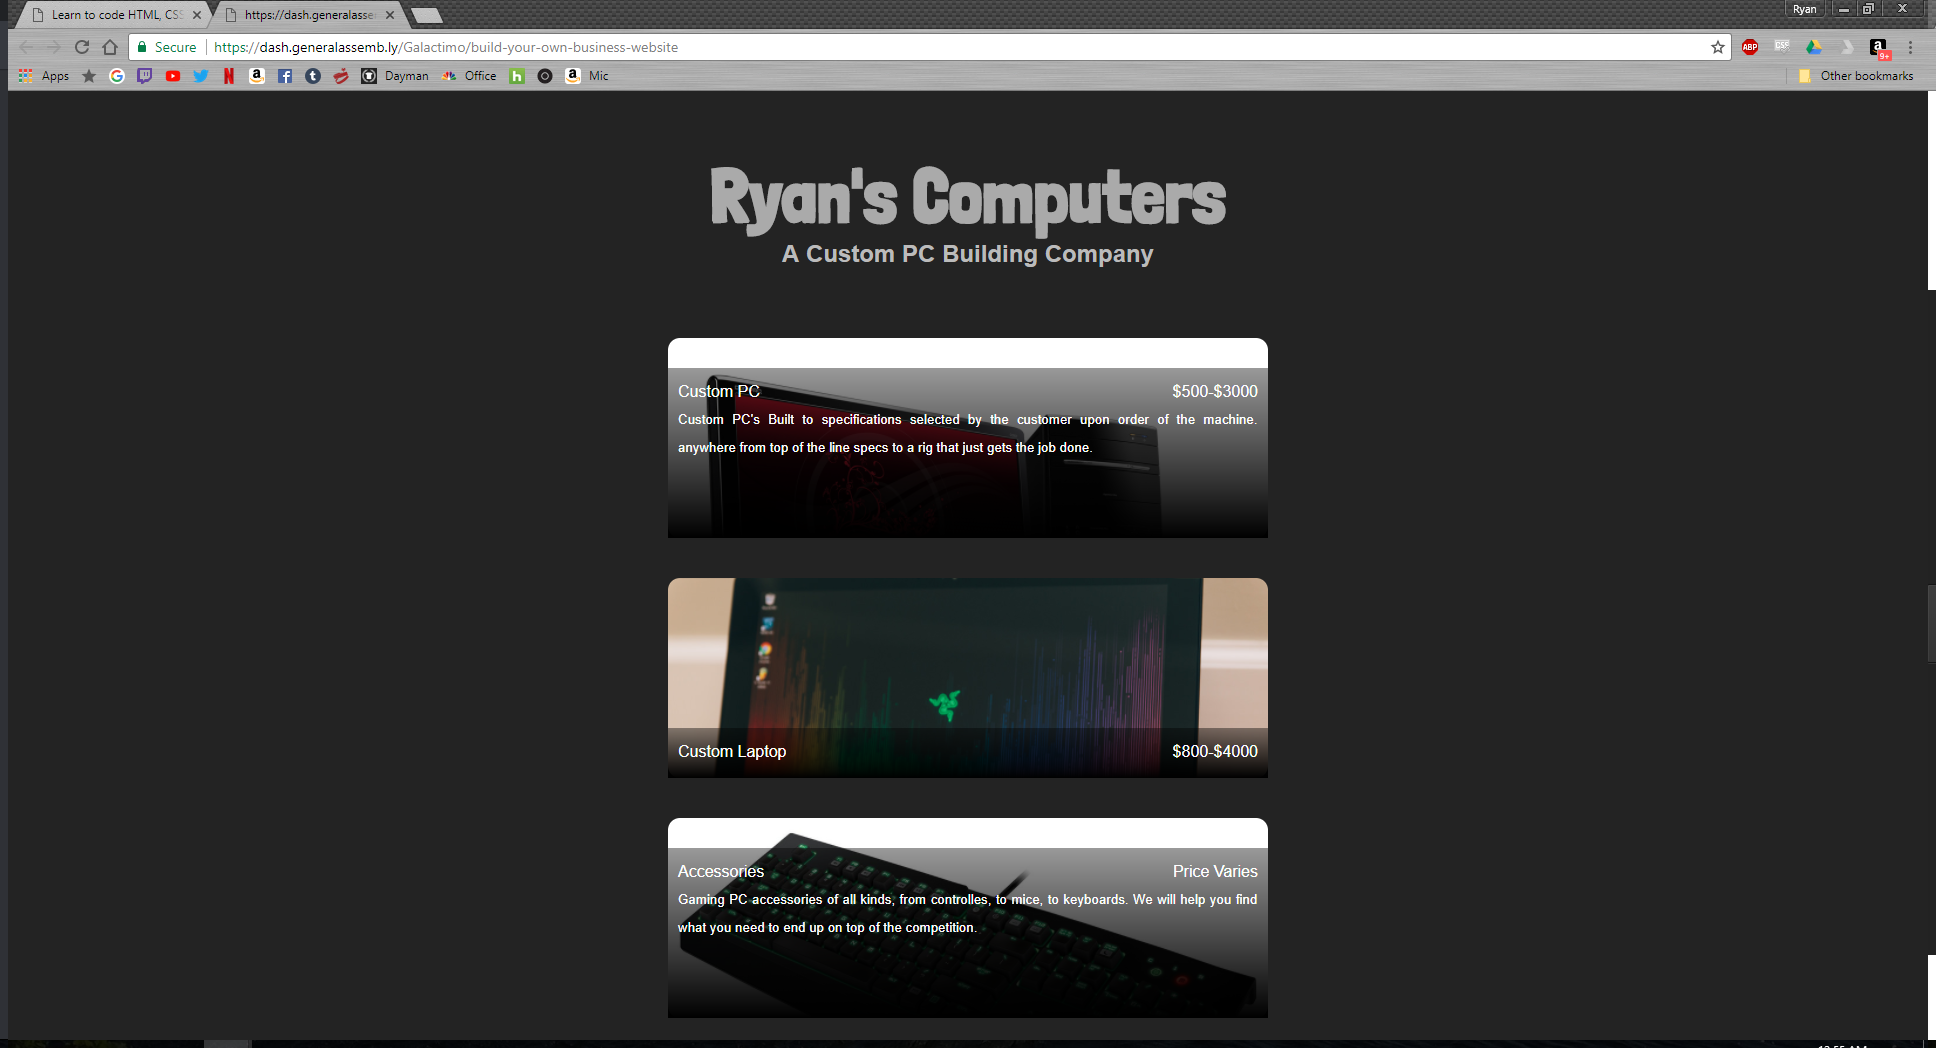 Learn to code HTML, CSS
https://dash.generalasse
Ryan
Secure
https://dash.generalassemb.ly/Galactimo/build-your-own-business-website
ABP
9+
Apps
Dayman
Office
Mic
Other bookmarks
Ryan's Computers
A Custom PC Building Company
Custom PC
$500-$3000
Custom PC's Built to specifications selected by the customer upon order of the machine.
anywhere from top of the line specs to a rig that just gets the job done.
Custom Laptop
$800-$4000
Accessories
Price Varies
Gaming PC accessories of all kinds, from controlles, to mice, to keyboards. We will help you find
what you need to end up on top of the competition.